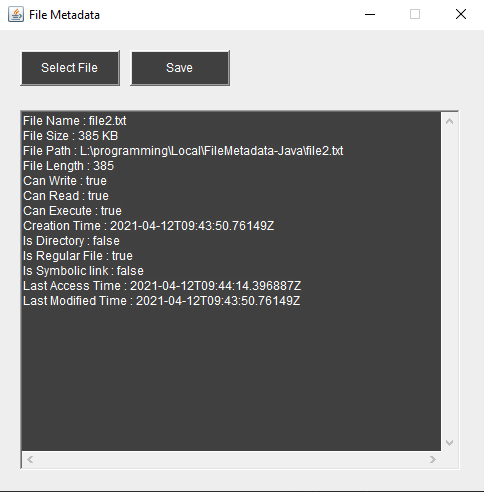 File Metadata
Select File
Save
File Name : file2.txt
File Size : 385 KB
File Path : L:\programming\Local\FileMetadata-Java\file2.txt
File Length : 385
Can Write : true
Can Read : true
Can Execute : true
Creation Time : 2021-04-12T09:43:50.76149Z
Is Directory : false
Is Regular File : true
Is Symbolic link : false
Last Access Time : 2021-04-12T09:44:14.396887Z
Last Modified Time : 2021-04-12T09:43:50.76149Z